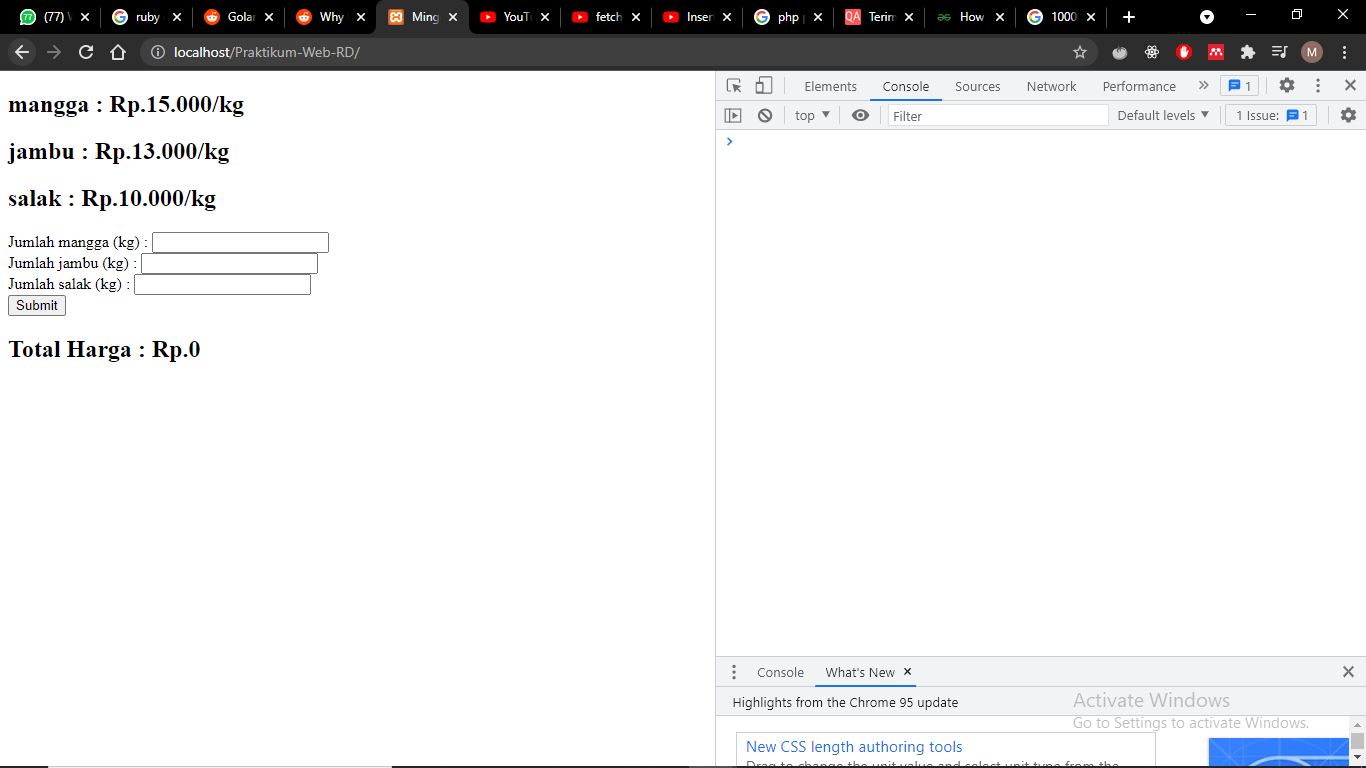 (77)
ruby
Golar
Why
Ming
YouTu
fetch
Inser
php
QA Terim
How
1000
localhost/Praktikum-Web-RD/
M
mangga : Rp.15.000/kg
jambu : Rp.13.000/kg
salak : Rp.10.000/kg
Jumlah mangga (kg) :
Jumlah jambu (kg) :
Jumlah salak (kg) :
Submit
Total Harga : Rp.0
Elements Console Sources Network Performance » 1
top ▼ Filter Default levels ▼ 1 Issue: 1
Console What's New
Highlights from the Chrome 95 update
Activate Windows
Go to Settings to activate Windows.
New CSS length authoring tools
Drag to change the unit value and select unit type from the